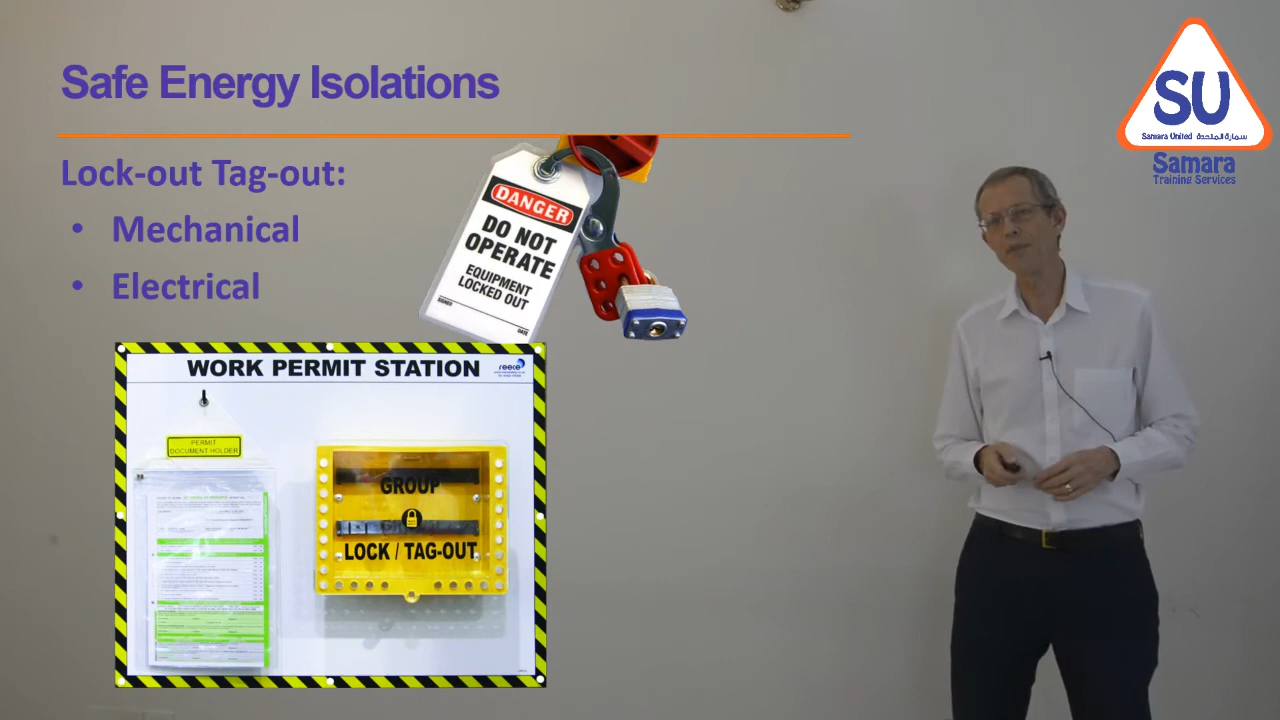 Safe Energy Isolations
SU
Samara United سمارة المتحدة
Samara
Training Services
Lock-out Tag-out:
• Mechanical
• Electrical
DANGER
DO NOT
OPERATE
EQUIPMENT
LOCKED OUT
SIGNED
DATE
WORK PERMIT STATION
reece
PERMIT
DOCUMENT HOLDER
GROUP
LOCK / TAG-OUT